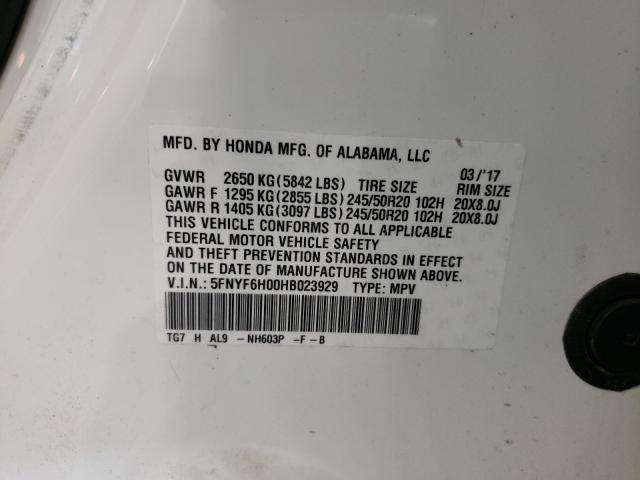 MFD. BY HONDA MFG. OF ALABAMA, LLC
03/'17
GVWR 2650 KG(5842 LBS) TIRE SIZE RIM SIZE
GAWR F 1295 KG(2855 LBS)245/50R20 102H 20X8.0J
GAWR R 1405 KG(3097 LBS)245/50R20 102H 20X8.0J
THIS VEHICLE CONFORMS TO ALL APPLICABLE
FEDERAL MOTOR VEHICLE SAFETY
AND THEFT PREVENTION STANDARDS IN EFFECT
ON THE DATE OF MANUFACTURE SHOWN ABOVE.
V.I.N.: 5FNYF6H00HB023929 TYPE: MPV
TG7 H AL9 - NH603P -F - B